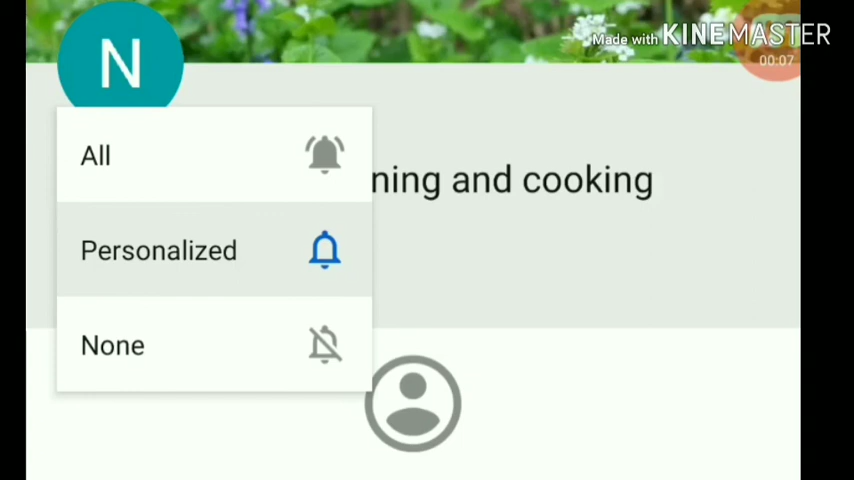 Made with KINEMASTER
00:07
N
All
ning and cooking
Personalized
None